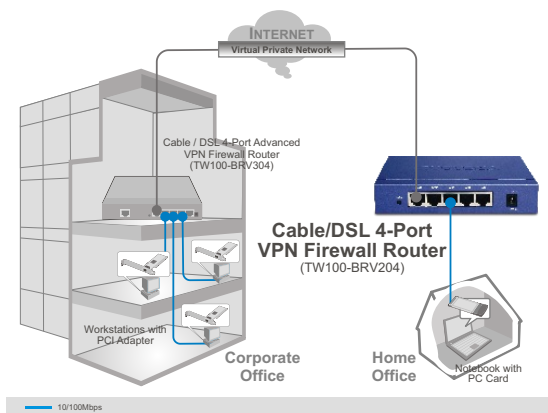 INTERNET
Virtual Private Network
Cable / DSL 4-Port Advanced
VPN Firewall Router
(TW100-BRV304)
Cable/DSL 4-Port
VPN Firewall Router
(TW100-BRV204)
Workstations with
PCI Adapter
Corporate
Office
Home
Office
Notebook with
PC Card
10/100Mbps